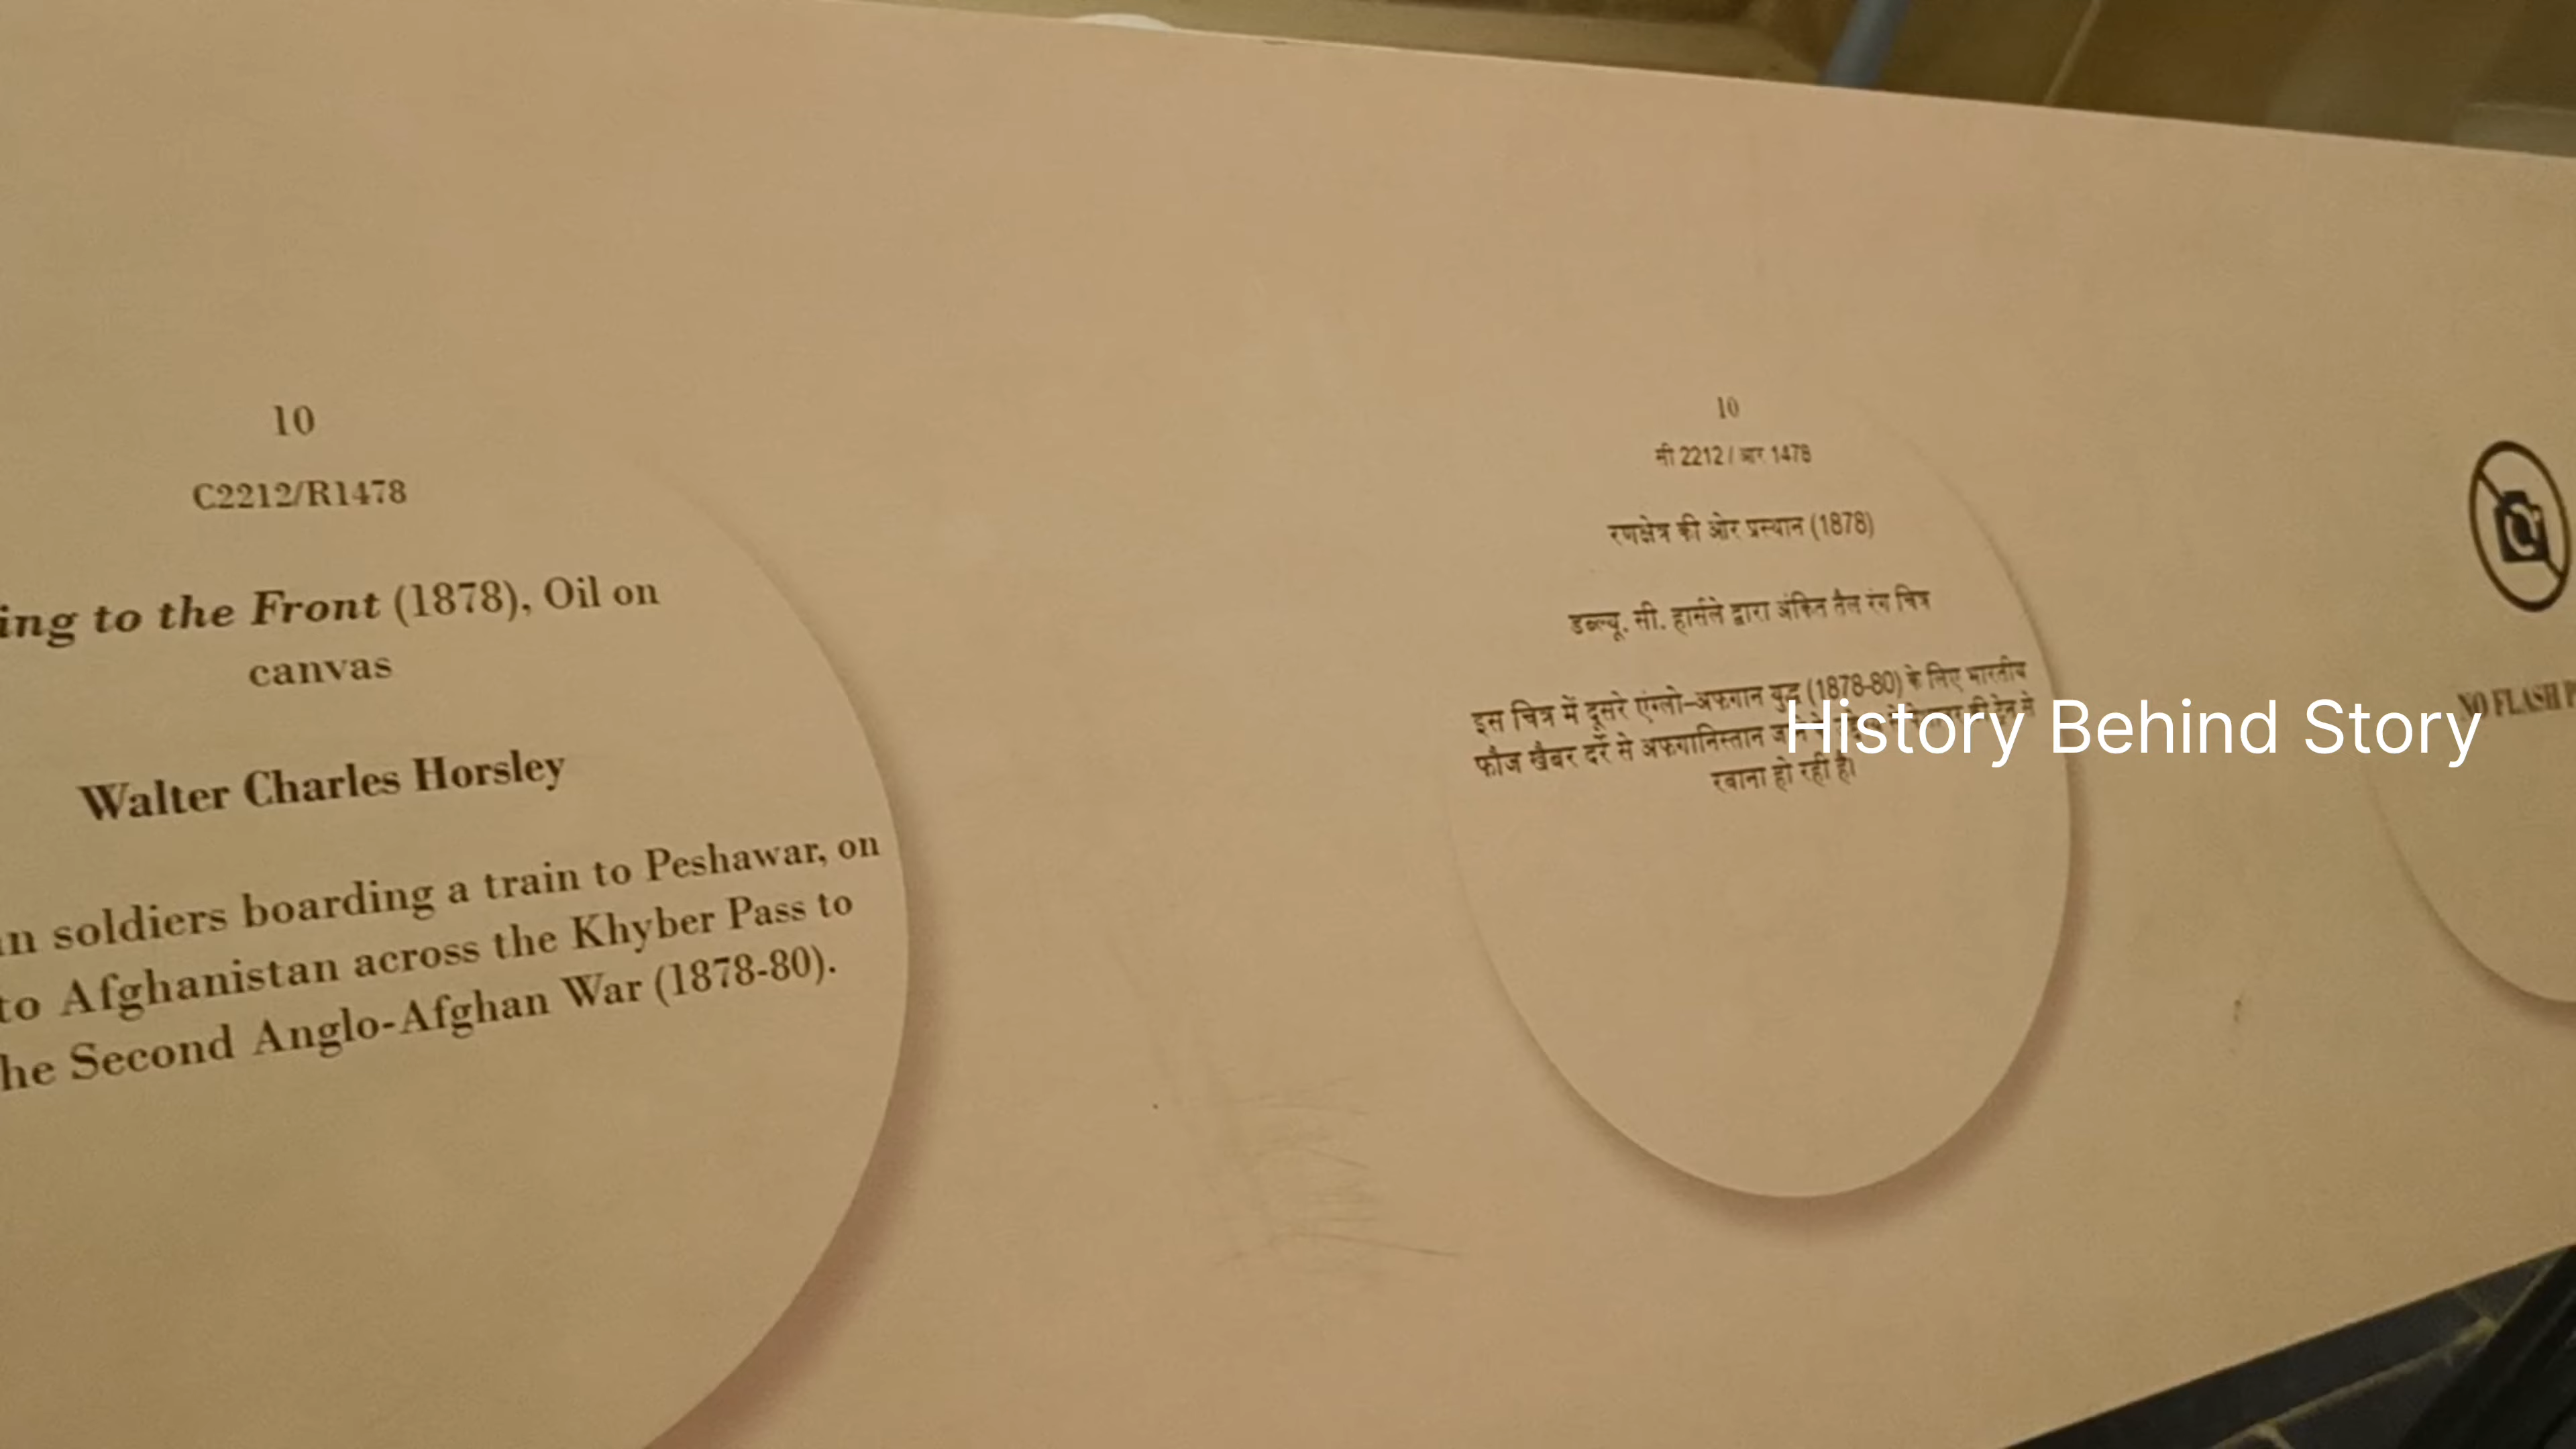 10
C2212/R1478
ing to the Front (1878), Oil on
canvas
Walter Charles Horsley
n soldiers boarding a train to Peshawar, on
to Afghanistan across the Khyber Pass to
he Second Anglo-Afghan War (1878-80).
10
सी 2212 / आर 1478
रणक्षेत्र की ओर प्रस्थान (1878)
डब्ल्यू. सी. हार्सले द्वारा अंकित तैल रंग चित्र
इस चित्र में दूसरे एंग्लो-अफगान युद्ध (1878-80) के लिए भारतीय
फौज खैबर दर्रे से अफगानिस्तान की ट्रेन से
रवाना हो रही है।
History Behind Story
NO FLASH